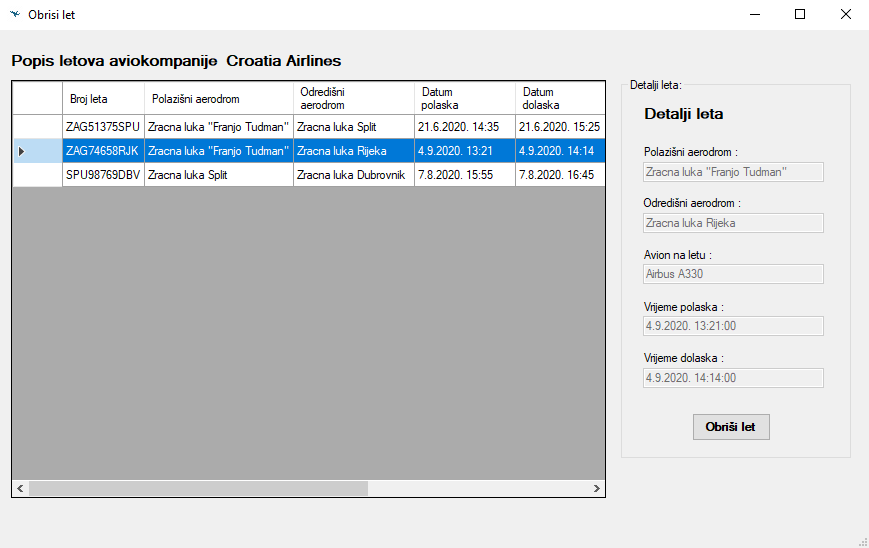 Obrisi let
Popis letova aviokompanije Croatia Airlines
Broj leta Polazišni aerodrom Odredišni aerodrom Datum polaska Datum dolaska
ZAG51375SPU Zracna luka "Franjo Tudman" Zracna luka Split 21.6.2020. 14:35 21.6.2020. 15:25
ZAG74658RJK Zracna luka "Franjo Tudman" Zracna luka Rijeka 4.9.2020. 13:21 4.9.2020. 14:14
SPU98769DBV Zracna luka Split Zracna luka Dubrovnik 7.8.2020. 15:55 7.8.2020. 16:45
Detalji leta:
Detalji leta
Polazišni aerodrom :
Zracna luka "Franjo Tudman"
Odredišni aerodrom :
Zracna luka Rijeka
Avion na letu :
Airbus A330
Vrijeme polaska :
4.9.2020. 13:21:00
Vrijeme dolaska :
4.9.2020. 14:14:00
Obriši let